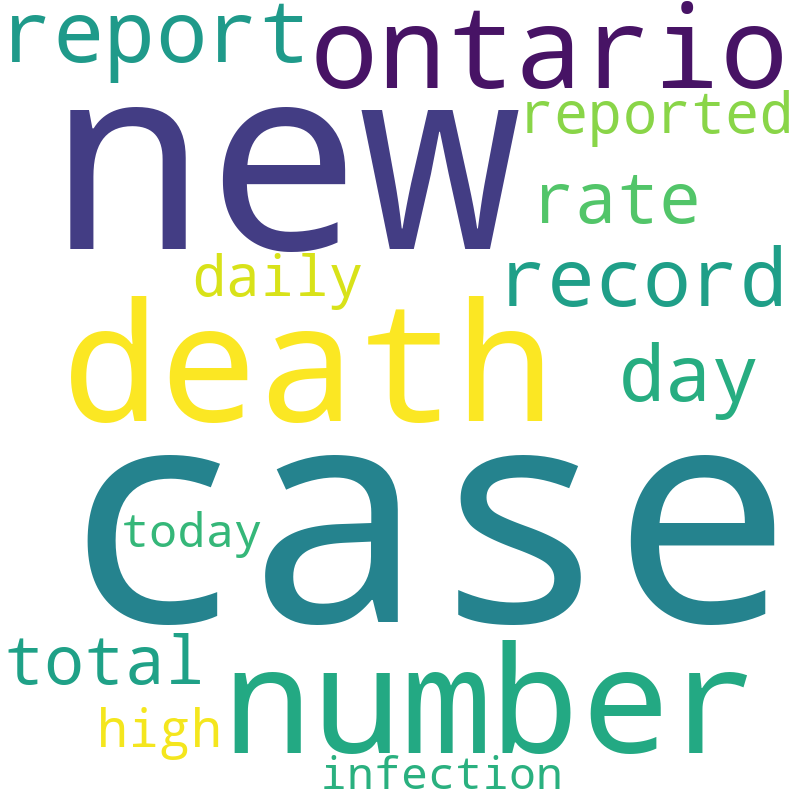 report ontario
new reported
rate
daily record
death day
case
today
total number
high
infection